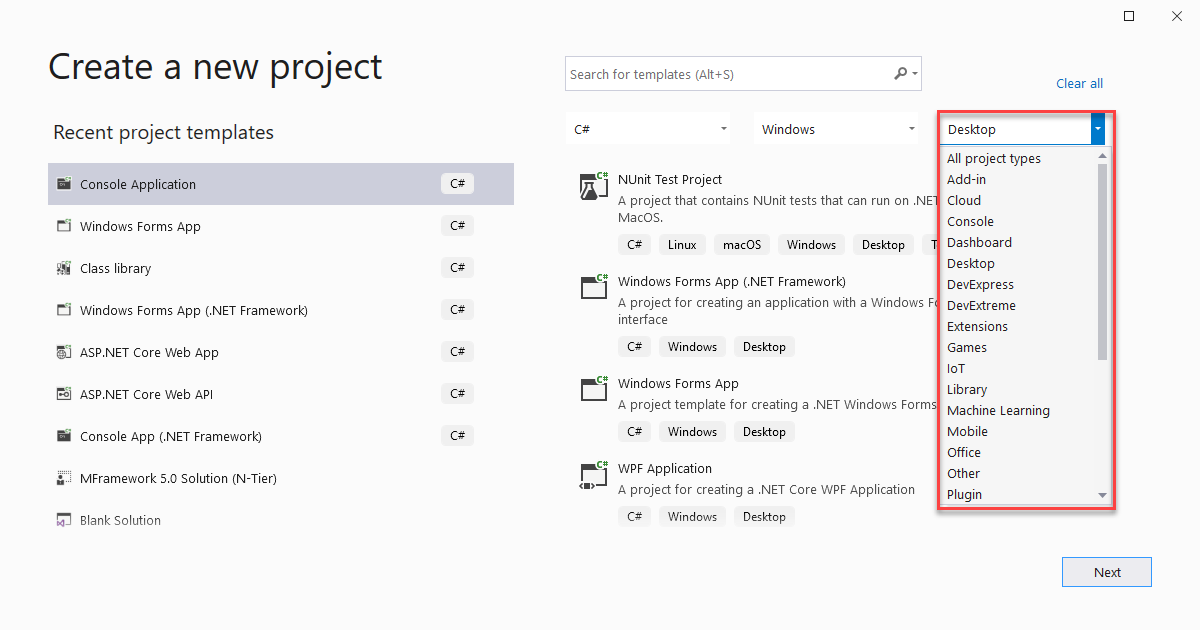 Create a new project
Search for templates (Alt+S)
Clear all
Recent project templates
C#
Windows
Desktop
Console Application
C#
Windows Forms App
C#
Class library
C#
Windows Forms App (.NET Framework)
C#
ASP.NET Core Web App
C#
ASP.NET Core Web API
C#
Console App (.NET Framework)
C#
MFramework 5.0 Solution (N-Tier)
Blank Solution
NUnit Test Project
A project that contains NUnit tests that can run on .NET
MacOS.
C# Linux macOS Windows Desktop T
Windows Forms App (.NET Framework)
A project for creating an application with a Windows Fo
interface
C# Windows Desktop
Windows Forms App
A project template for creating a .NET Windows Forms
C# Windows Desktop
WPF Application
A project for creating a .NET Core WPF Application
C# Windows Desktop
All project types
Add-in
Cloud
Console
Dashboard
Desktop
DevExpress
DevExtreme
Extensions
Games
IoT
Library
Machine Learning
Mobile
Office
Other
Plugin
Next